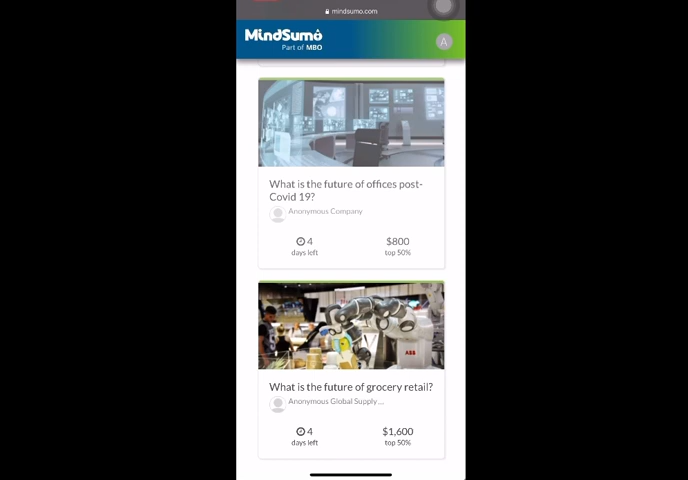 mindsumo.com
MindSumo
Part of MBO
A
What is the future of offices post-
Covid 19?
Anonymous Company
4
days left
$800
top 50%
ABB
What is the future of grocery retail?
Anonymous Global Supply ...
4
days left
$1,600
top 50%